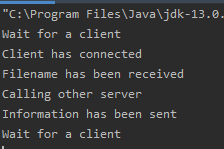 "C:\Program Files\Java\jdk-13.0.
Wait for a client
Client has connected
Filename has been received
Calling other server
Information has been sent
Wait for a client